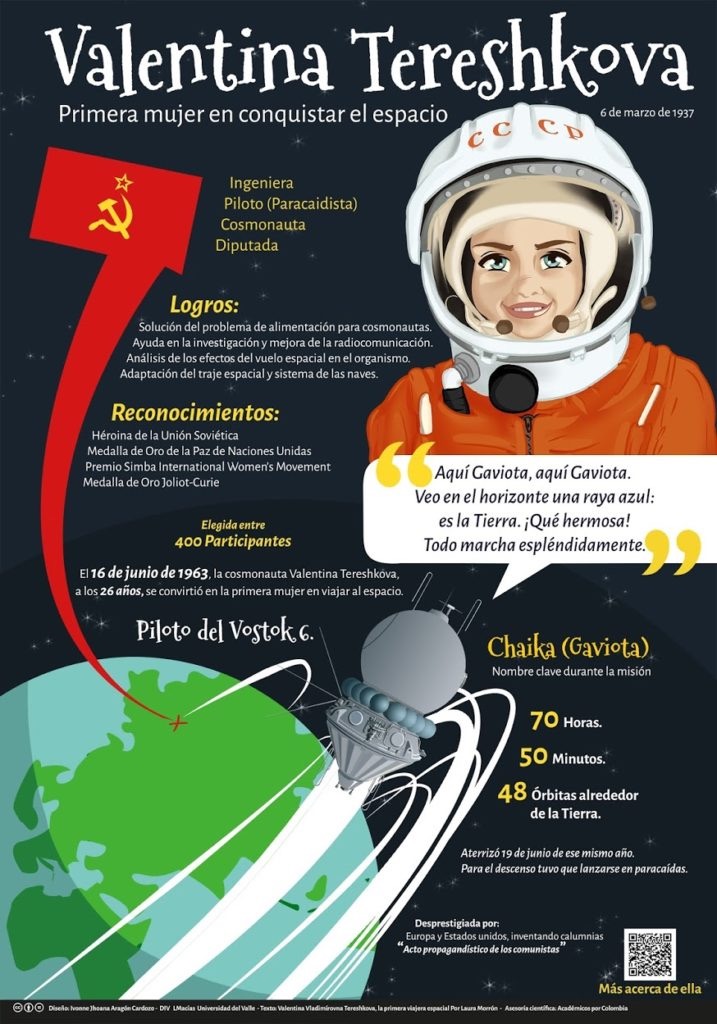 Valentina Tereshkova
Primera mujer en conquistar el espacio
6 de marzo de 1937
CC CP
Ingeniera
Piloto (Paracaidista)
Cosmonauta
Diputada
Logros:
Solución del problema de alimentación para cosmonautas.
Ayuda en la investigación y mejora de la radiocomunicación.
Análisis de los efectos del vuelo espacial en el organismo.
Adaptación del traje espacial y sistema de las naves.
Reconocimientos:
Héroina de la Unión Soviética
Medalla de Oro de la Paz de Naciones Unidas
Premio Simba International Women's Movement
Medalla de Oro Joliot-Curie
“Aquí Gaviota, aquí Gaviota.
Veo en el horizonte una raya azul:
es la Tierra. ¡Qué hermosa!
Todo marcha espléndidamente.”
Elegida entre
400 Participantes
El 16 de junio de 1963, la cosmonauta Valentina Tereshkova,
a los 26 años, se convirtió en la primera mujer en viajar al espacio.
Piloto del Vostok 6.
Chaika (Gaviota)
Nombre clave durante la misión
70 Horas.
50 Minutos.
48 Órbitas alrededor
de la Tierra.
Aterrizó 19 de junio de ese mismo año.
Para el descenso tuvo que lanzarse en paracaídas.
Desprestigiada por:
Europa y Estados unidos, inventando calumnias
“Acto propagandístico de los comunistas”
Más acerca de ella
Diseño: Ivonne Jhoana Aragón Cardozo - DIV LMacias Universidad del Valle - Texto: Valentina Vladimírovna Tereshkova, la primera viajera espacial Por Laura Morrón - Asesoría científica: Académicos por Colombia